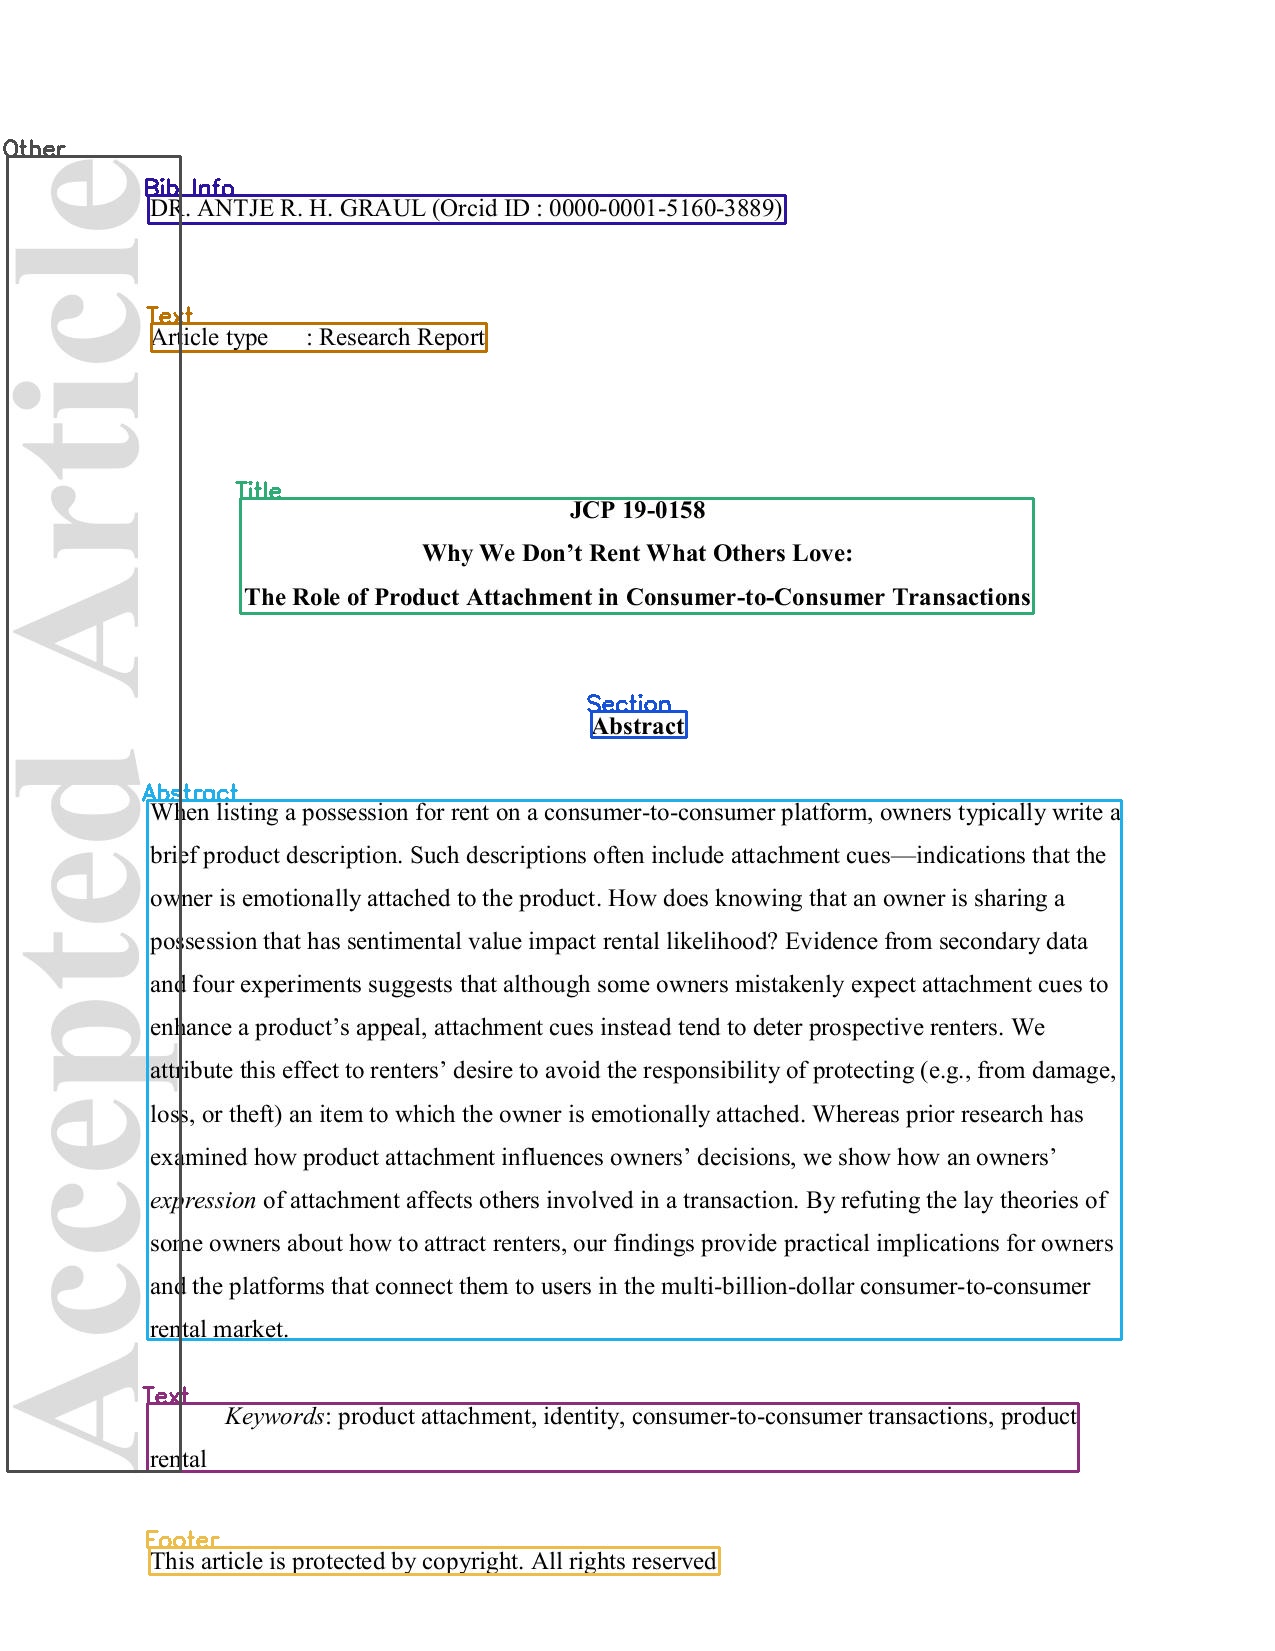 Other
Accepted Article
Bib Info
DR. ANTJE R. H. GRAUL (Orcid ID : 0000-0001-5160-3889)
Text
Article type : Research Report
Title
JCP 19-0158
Why We Don’t Rent What Others Love:
The Role of Product Attachment in Consumer-to-Consumer Transactions
Section
Abstract
Abstract
When listing a possession for rent on a consumer-to-consumer platform, owners typically write a
brief product description. Such descriptions often include attachment cues—indications that the
owner is emotionally attached to the product. How does knowing that an owner is sharing a
possession that has sentimental value impact rental likelihood? Evidence from secondary data
and four experiments suggests that although some owners mistakenly expect attachment cues to
enhance a product’s appeal, attachment cues instead tend to deter prospective renters. We
attribute this effect to renters’ desire to avoid the responsibility of protecting (e.g., from damage,
loss, or theft) an item to which the owner is emotionally attached. Whereas prior research has
examined how product attachment influences owners’ decisions, we show how an owners’
expression of attachment affects others involved in a transaction. By refuting the lay theories of
some owners about how to attract renters, our findings provide practical implications for owners
and the platforms that connect them to users in the multi-billion-dollar consumer-to-consumer
rental market.
Text
Keywords: product attachment, identity, consumer-to-consumer transactions, product
rental
Footer
This article is protected by copyright. All rights reserved